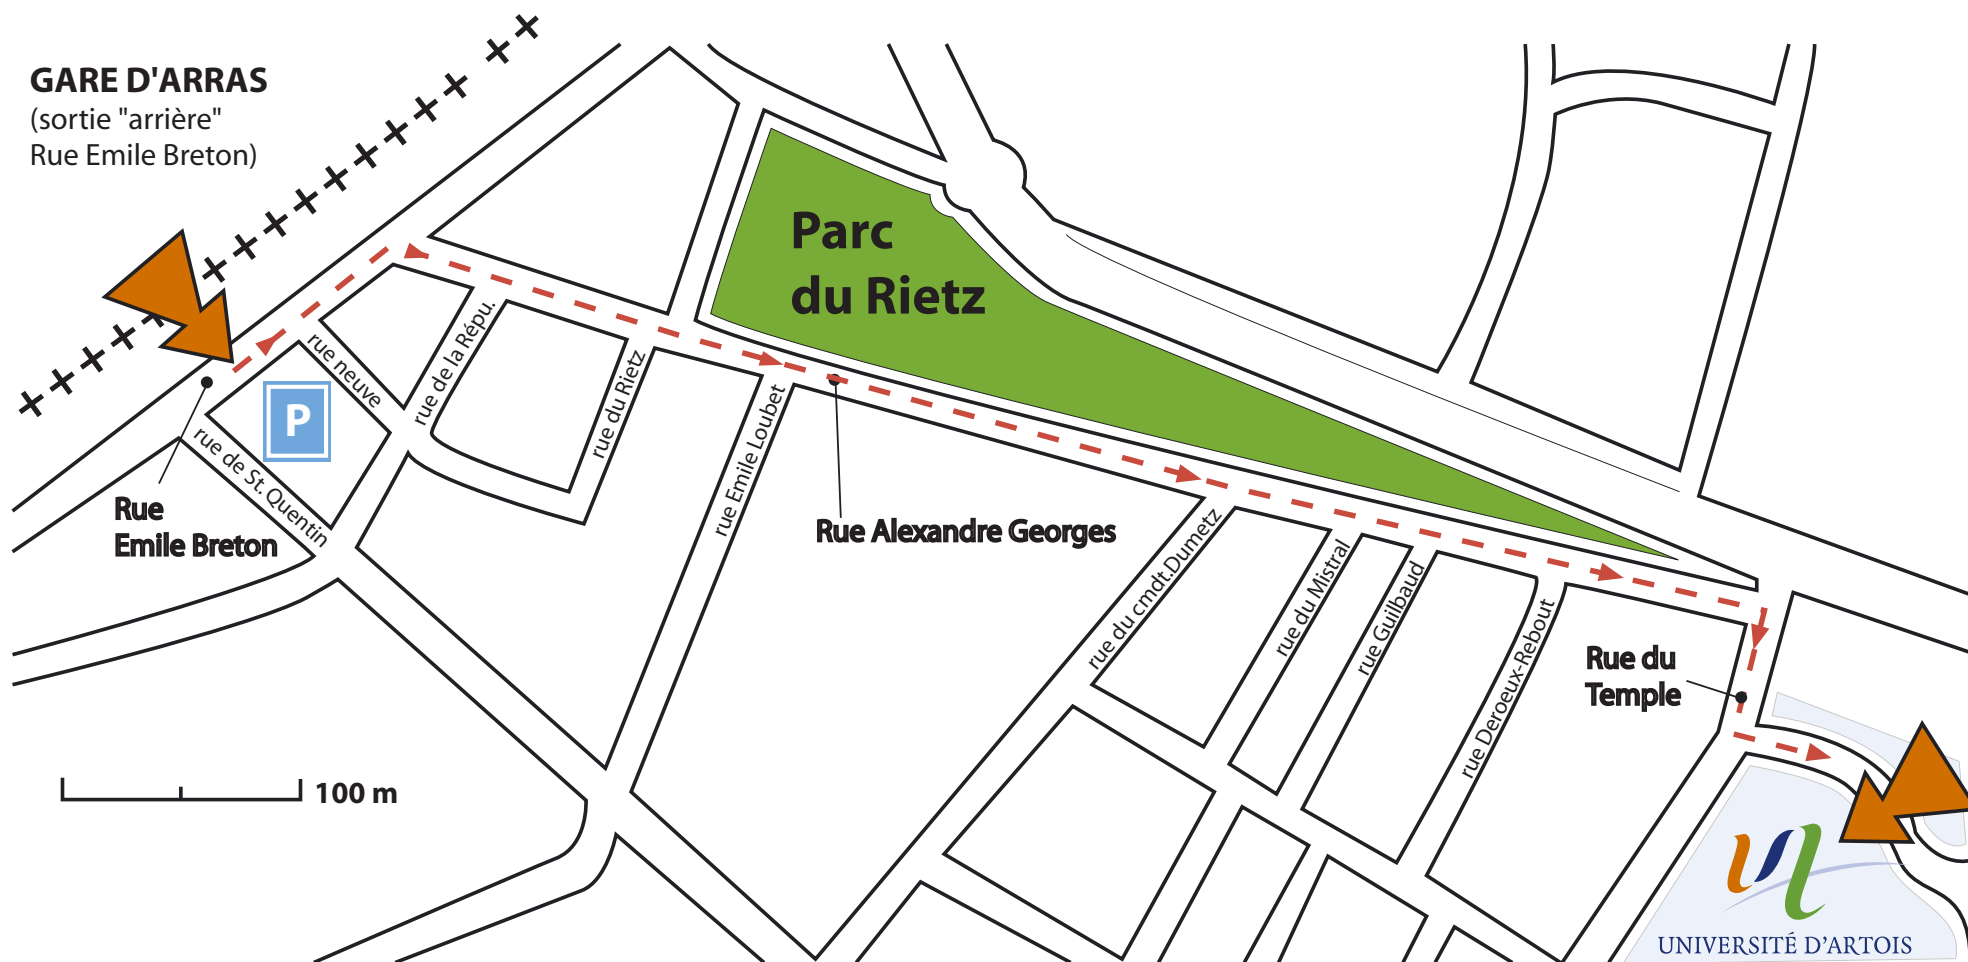 GARE D'ARRAS
(sortie "arrière"
Rue Emile Breton)
Parc
du Rietz
rue neuve
rue de la Répu.
rue du Rietz
P
rue de St. Quentin
rue Emile Loubet
Rue
Emile Breton
Rue Alexandre Georges
rue du cmdt.Dumetz
rue du Mistral
rue Guilbaud
rue Deroeux-Rebout
Rue du
Temple
100 m
UNIVERSITÉ D'ARTOIS